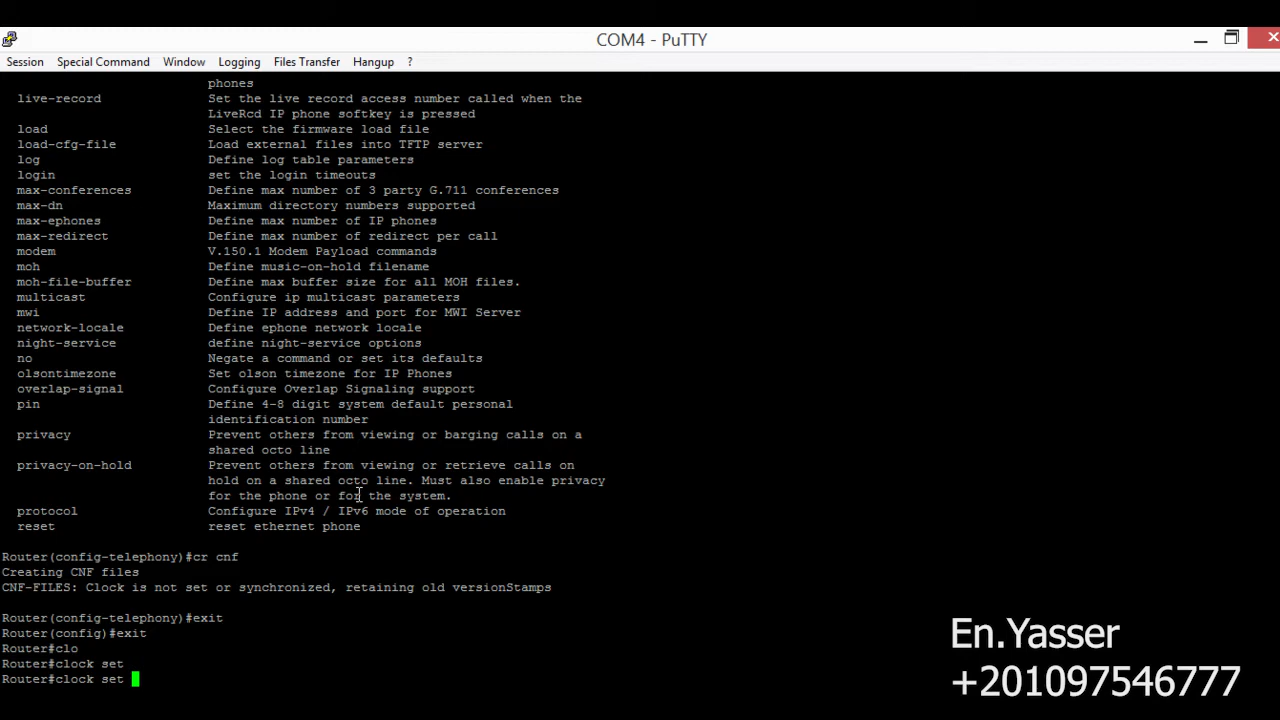 COM4 - PuTTY
Session Special Command Window Logging Files Transfer Hangup ?
phones
live-record Set the live record access number called when the
LiveRcd IP phone softkey is pressed
load Select the firmware load file
load-cfg-file Load external files into TFTP server
log Define log table parameters
login set the login timeouts
max-conferences Define max number of 3 party G.711 conferences
max-dn Maximum directory numbers supported
max-ephones Define max number of IP phones
max-redirect Define max number of redirect per call
modem V.150.1 Modem Payload commands
moh Define music-on-hold filename
moh-file-buffer Define max buffer size for all MOH files.
multicast Configure ip multicast parameters
mwi Define IP address and port for MWI Server
network-locale Define ephone network locale
night-service define night-service options
no Negate a command or set its defaults
olsontimezone Set olson timezone for IP Phones
overlap-signal Configure Overlap Signaling support
pin Define 4-8 digit system default personal
identification number
privacy Prevent others from viewing or barging calls on a
shared octo line
privacy-on-hold Prevent others from viewing or retrieve calls on
hold on a shared octo line. Must also enable privacy
for the phone or for the system.
protocol Configure IPv4 / IPv6 mode of operation
reset reset ethernet phone
Router(config-telephony)#cr cnf
Creating CNF files
CNF-FILES: Clock is not set or synchronized, retaining old versionStamps
Router(config-telephony)#exit
Router(config)#exit
Router#clo
Router#clock set
Router#clock set
En.Yasser
+201097546777